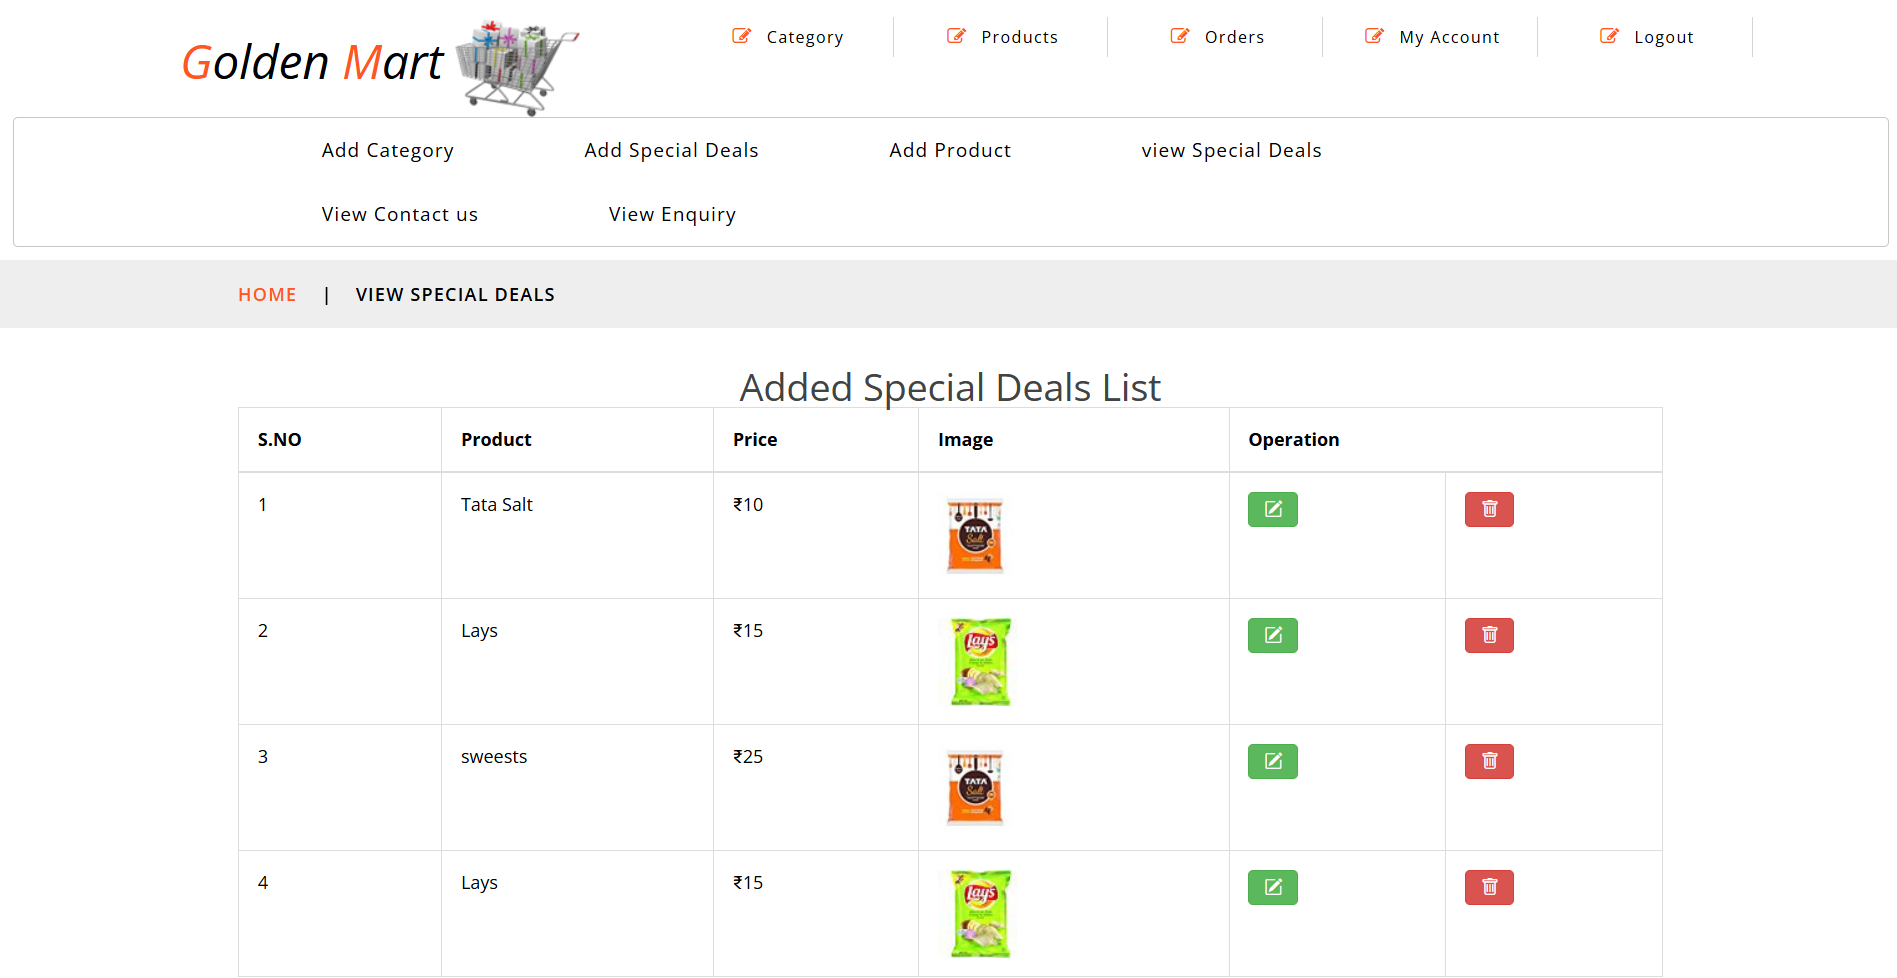 Golden Mart
Category Products Orders My Account Logout
Add Category Add Special Deals Add Product view Special Deals
View Contact us View Enquiry
HOME | VIEW SPECIAL DEALS
Added Special Deals List
S.NO Product Price Image Operation
1 Tata Salt ₹10
TATA
Salt
2 Lays ₹15
Lay's
3 sweests ₹25
TATA
Salt
4 Lays ₹15
Lay's